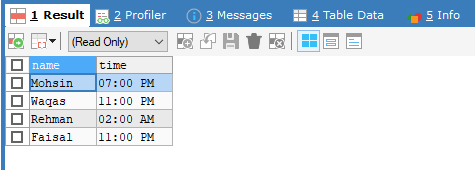 1 Result 2 Profiler 3 Messages 4 Table Data 5 Info
(Read Only)
name time
Mohsin 07:00 PM
Waqas 11:00 PM
Rehman 02:00 AM
Faisal 11:00 PM